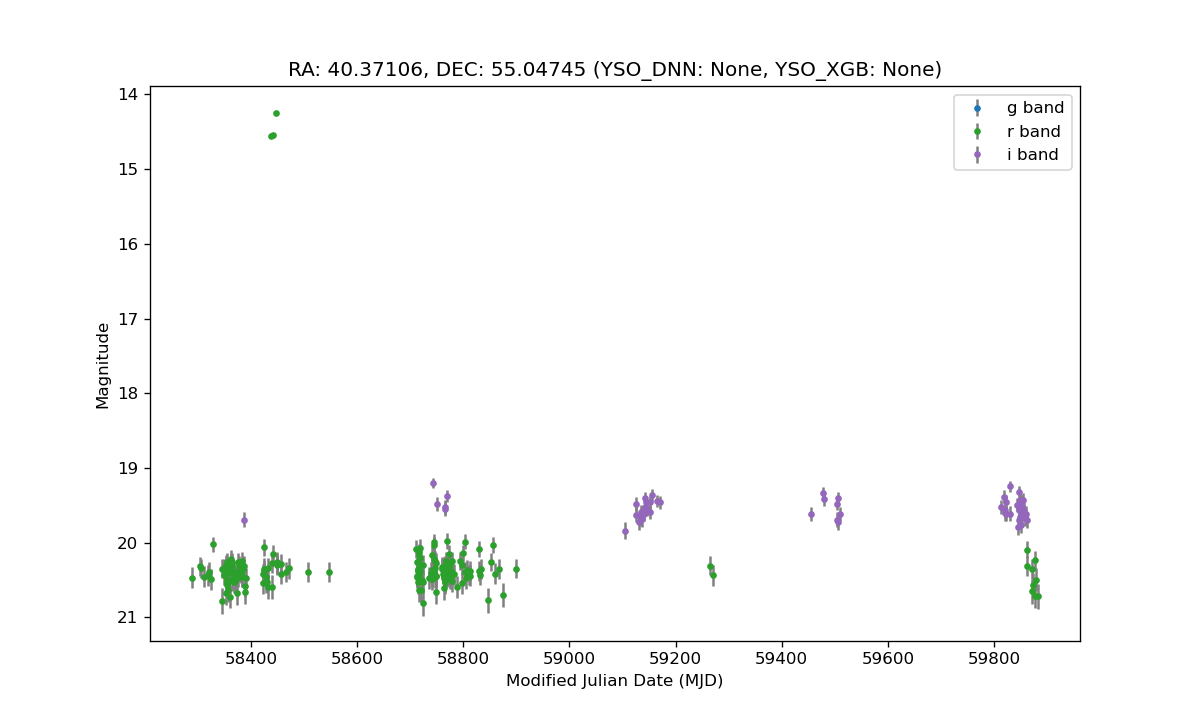 RA: 40.37106, DEC: 55.04745 (YSO_DNN: None, YSO_XGB: None)
g band
r band
i band
14
15
16
17
18
19
20
21
Magnitude
58400 58600 58800 59000 59200 59400 59600 59800
Modified Julian Date (MJD)